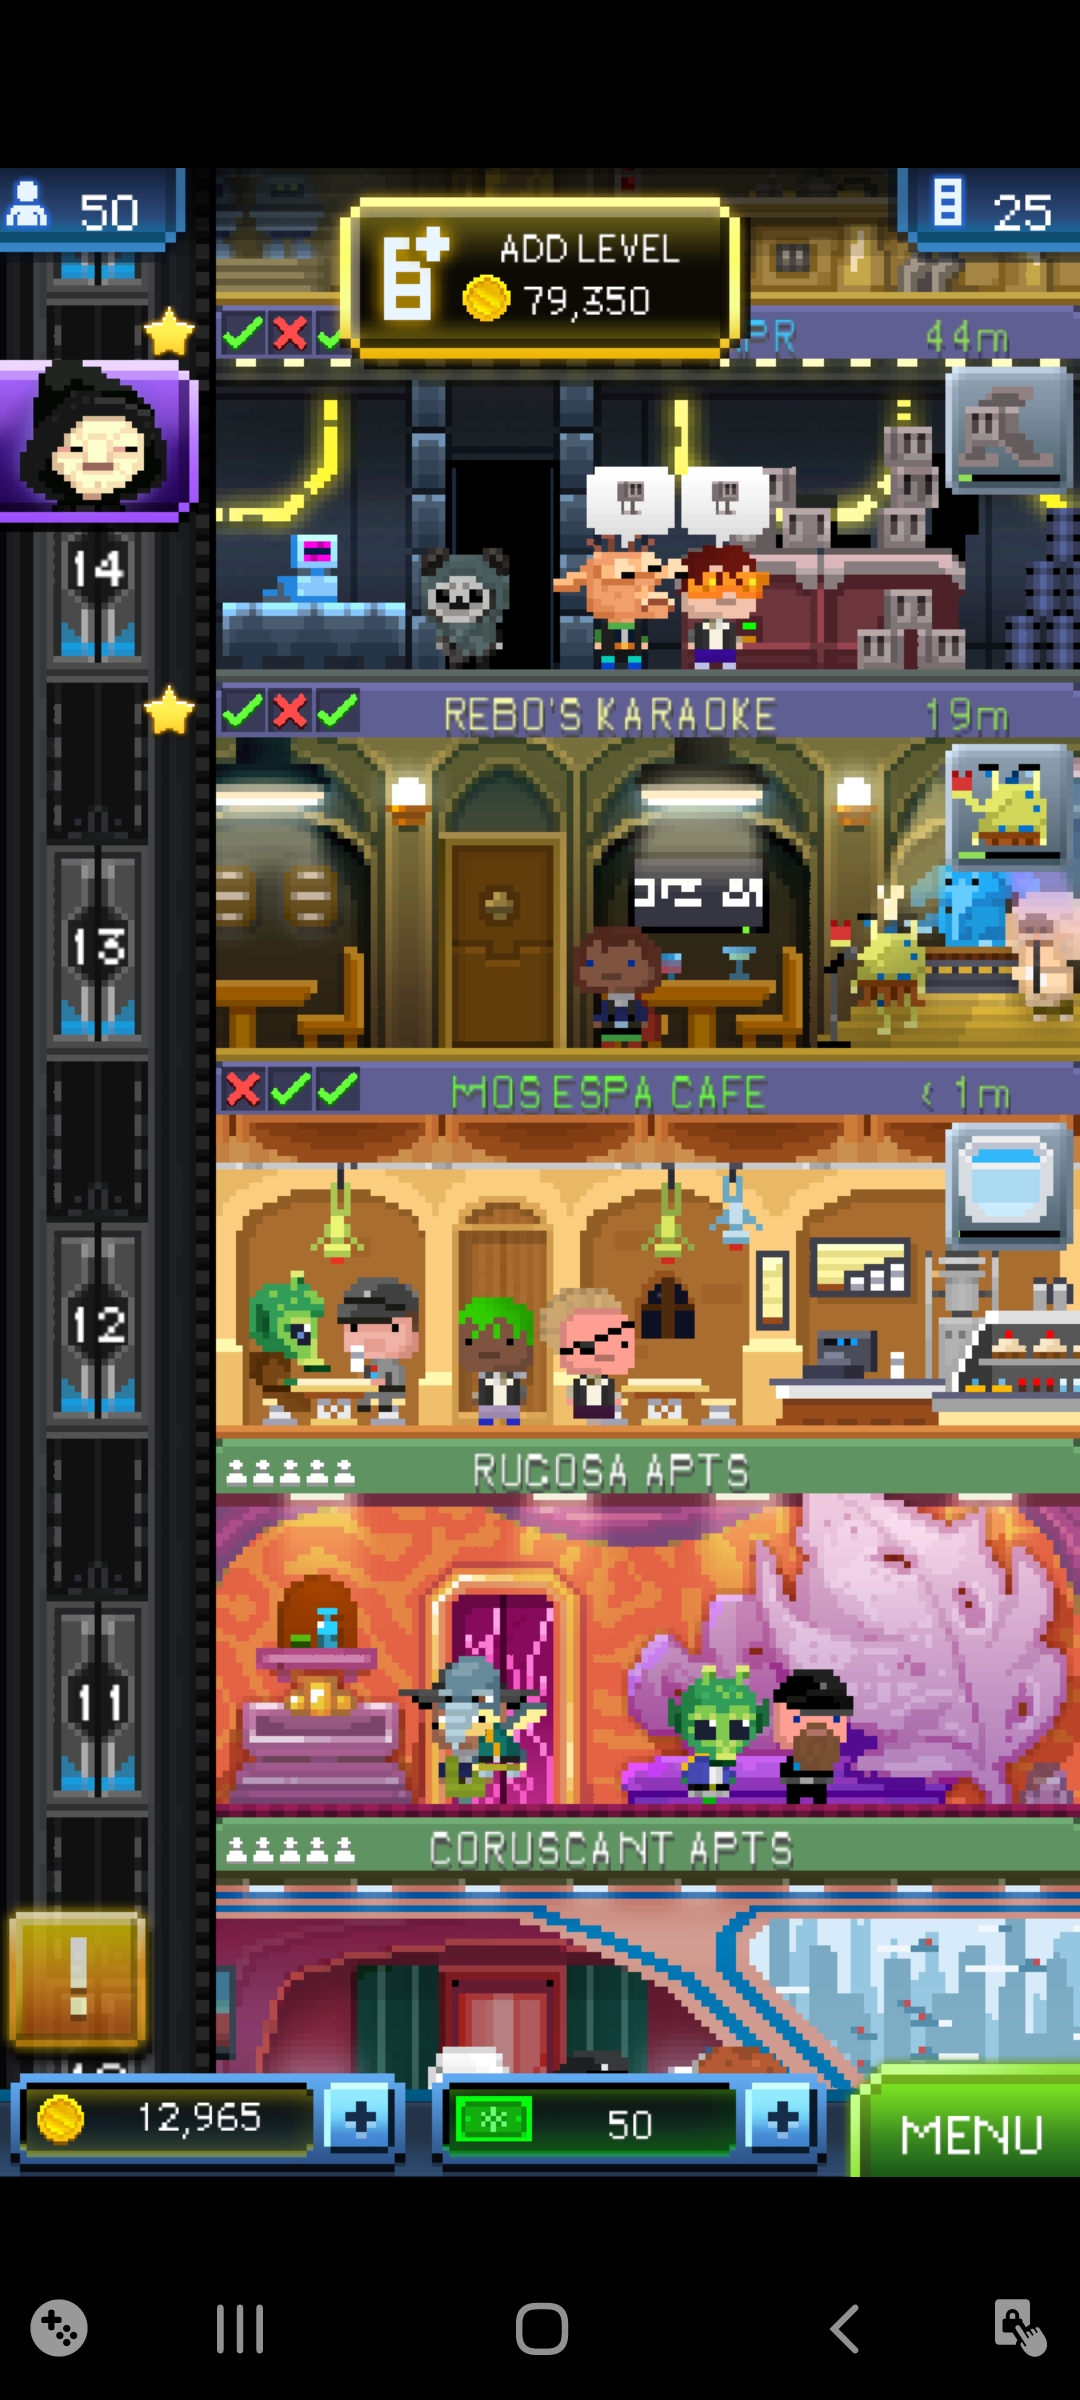 50
25
ADD LEVEL
79,350
PR 44m
14
REBO'S KARAOKE 19m
13
MOS ESPA CAFE < 1m
12
RUCOSA APTS
11
CORUSCANT APTS
!
12,965 + 50 + MENU